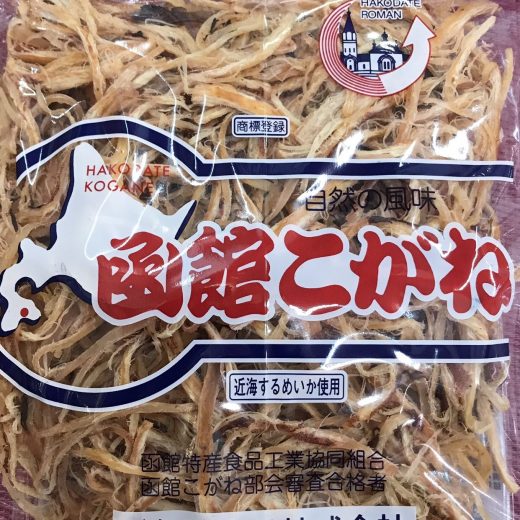 HAKODATE
ROMAN
商標登録
HAKODATE
KOGANE
自然の風味
函館こがね
近海するめいか使用
函館特産食品工業協同組合
函館こがね部会審査合格者